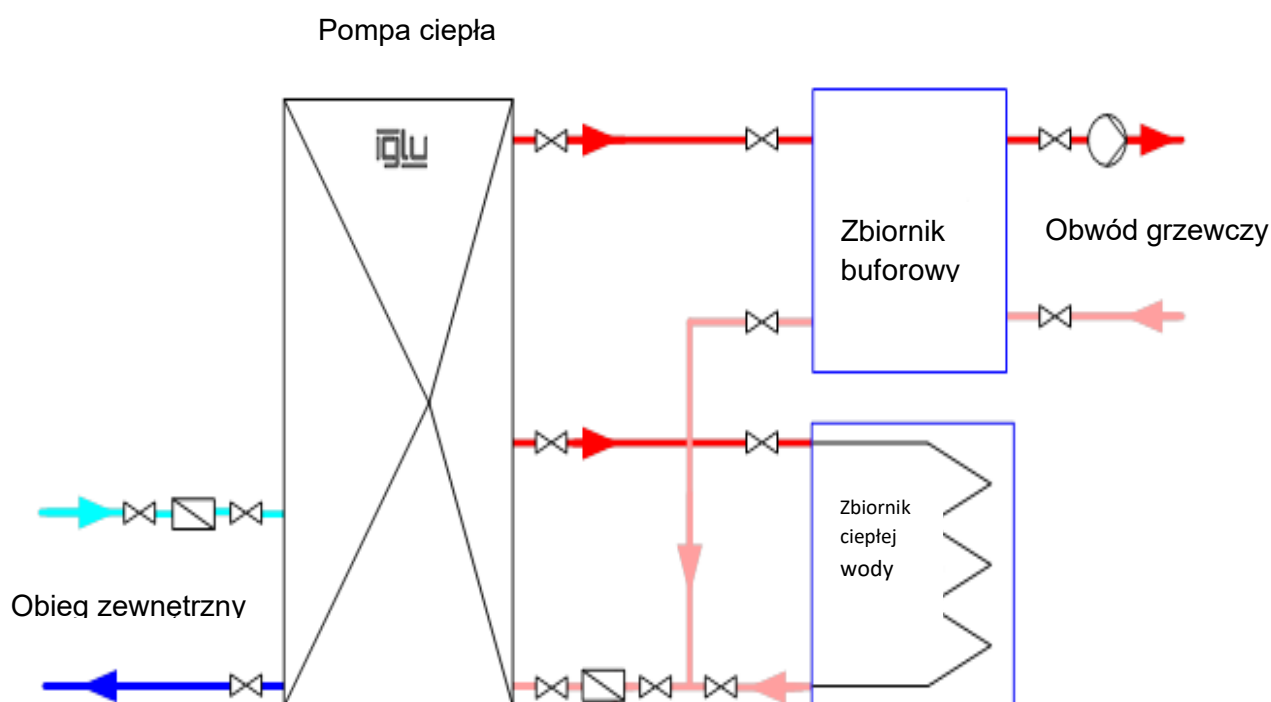 Pompa ciepła
iglu
Zbiornik
buforowy
Obwód grzewczy
Zbiornik
ciepłej
wody
Obieg zewnętrzny